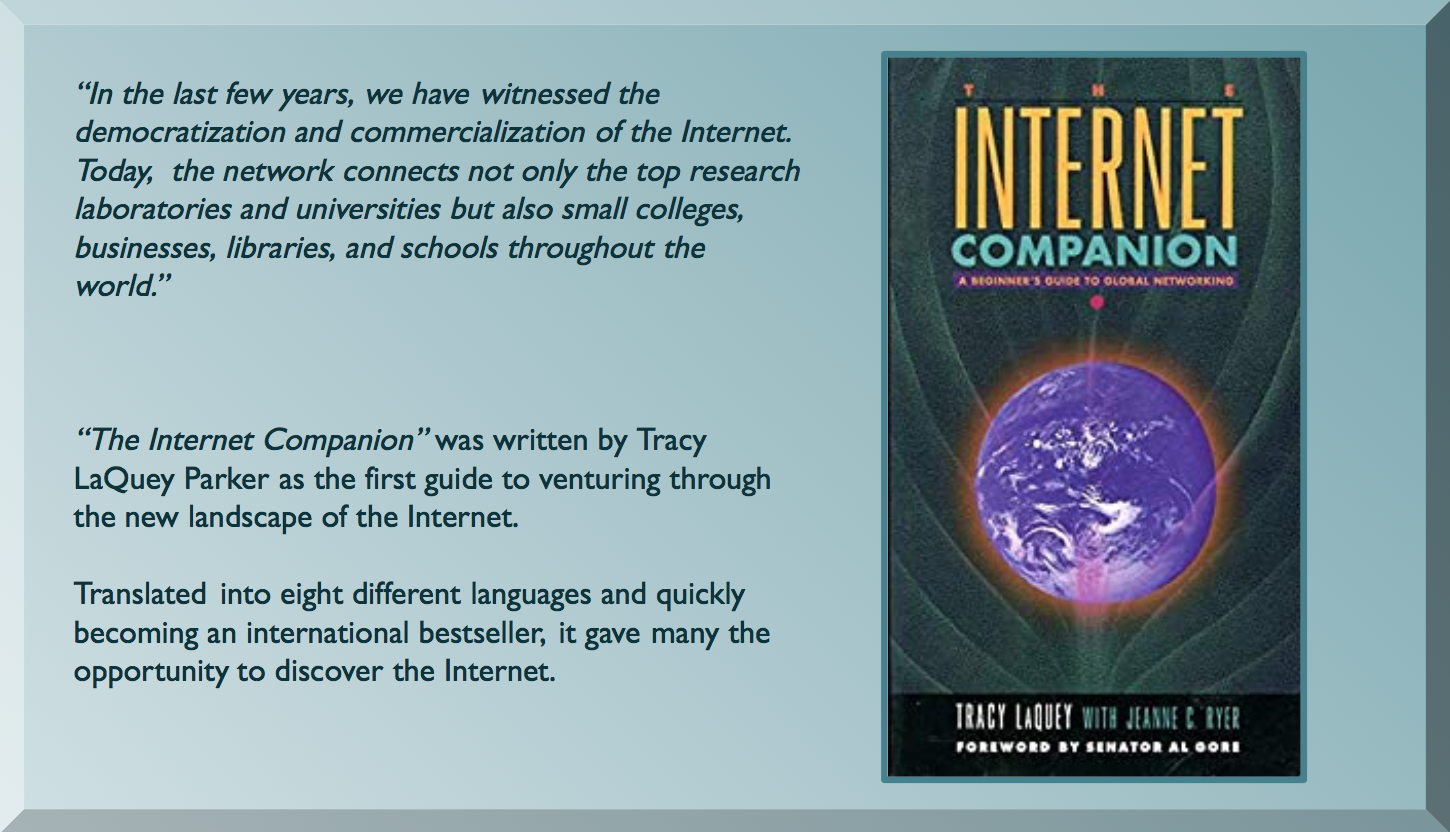 “In the last few years, we have witnessed the
democratization and commercialization of the Internet.
Today, the network connects not only the top research
laboratories and universities but also small colleges,
businesses, libraries, and schools throughout the
world.”
“The Internet Companion” was written by Tracy
LaQuey Parker as the first guide to venturing through
the new landscape of the Internet.
Translated into eight different languages and quickly
becoming an international bestseller, it gave many the
opportunity to discover the Internet.
THE
INTERNET
COMPANION
A BEGINNER'S GUIDE TO GLOBAL NETWORKING
TRACY LAQUEY WITH JEANNE C. RYER
FOREWORD BY SENATOR AL GORE